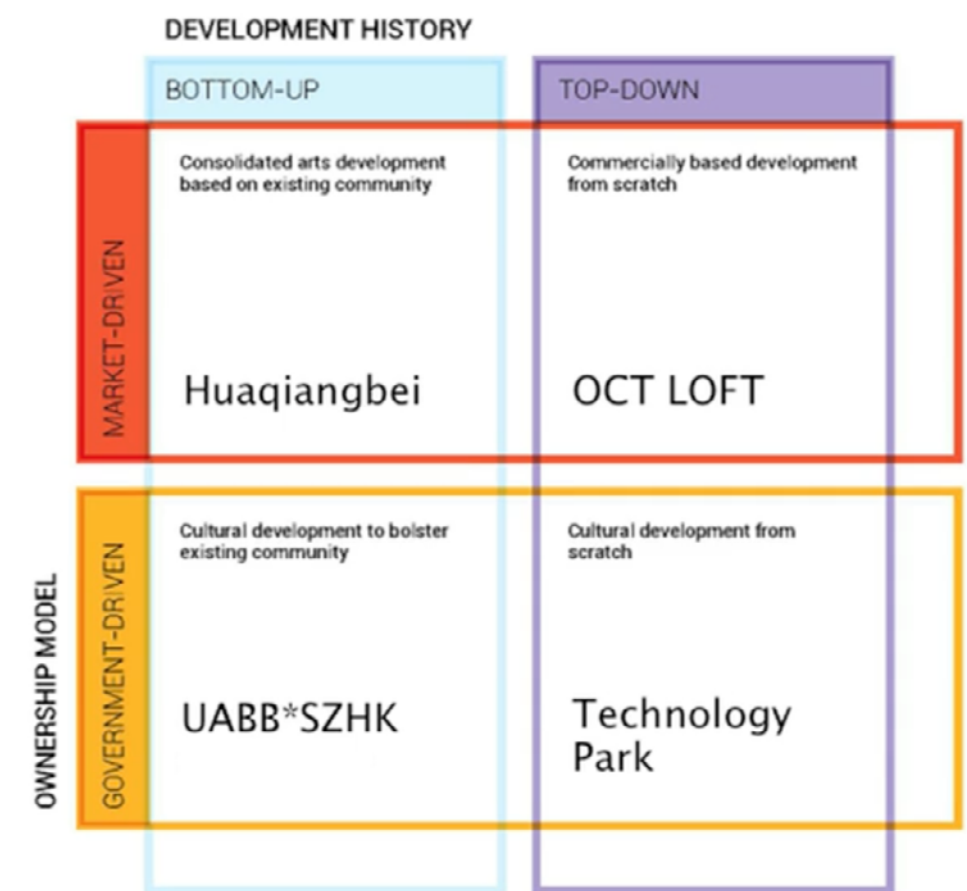 DEVELOPMENT HISTORY
BOTTOM-UP
TOP-DOWN
MARKET-DRIVEN
Consolidated arts development
based on existing community
Huaqiangbei
Commercially based development
from scratch
OCT LOFT
OWNERSHIP MODEL
GOVERNMENT-DRIVEN
Cultural development to bolster
existing community
UABB*SZHK
Cultural development from
scratch
Technology
Park